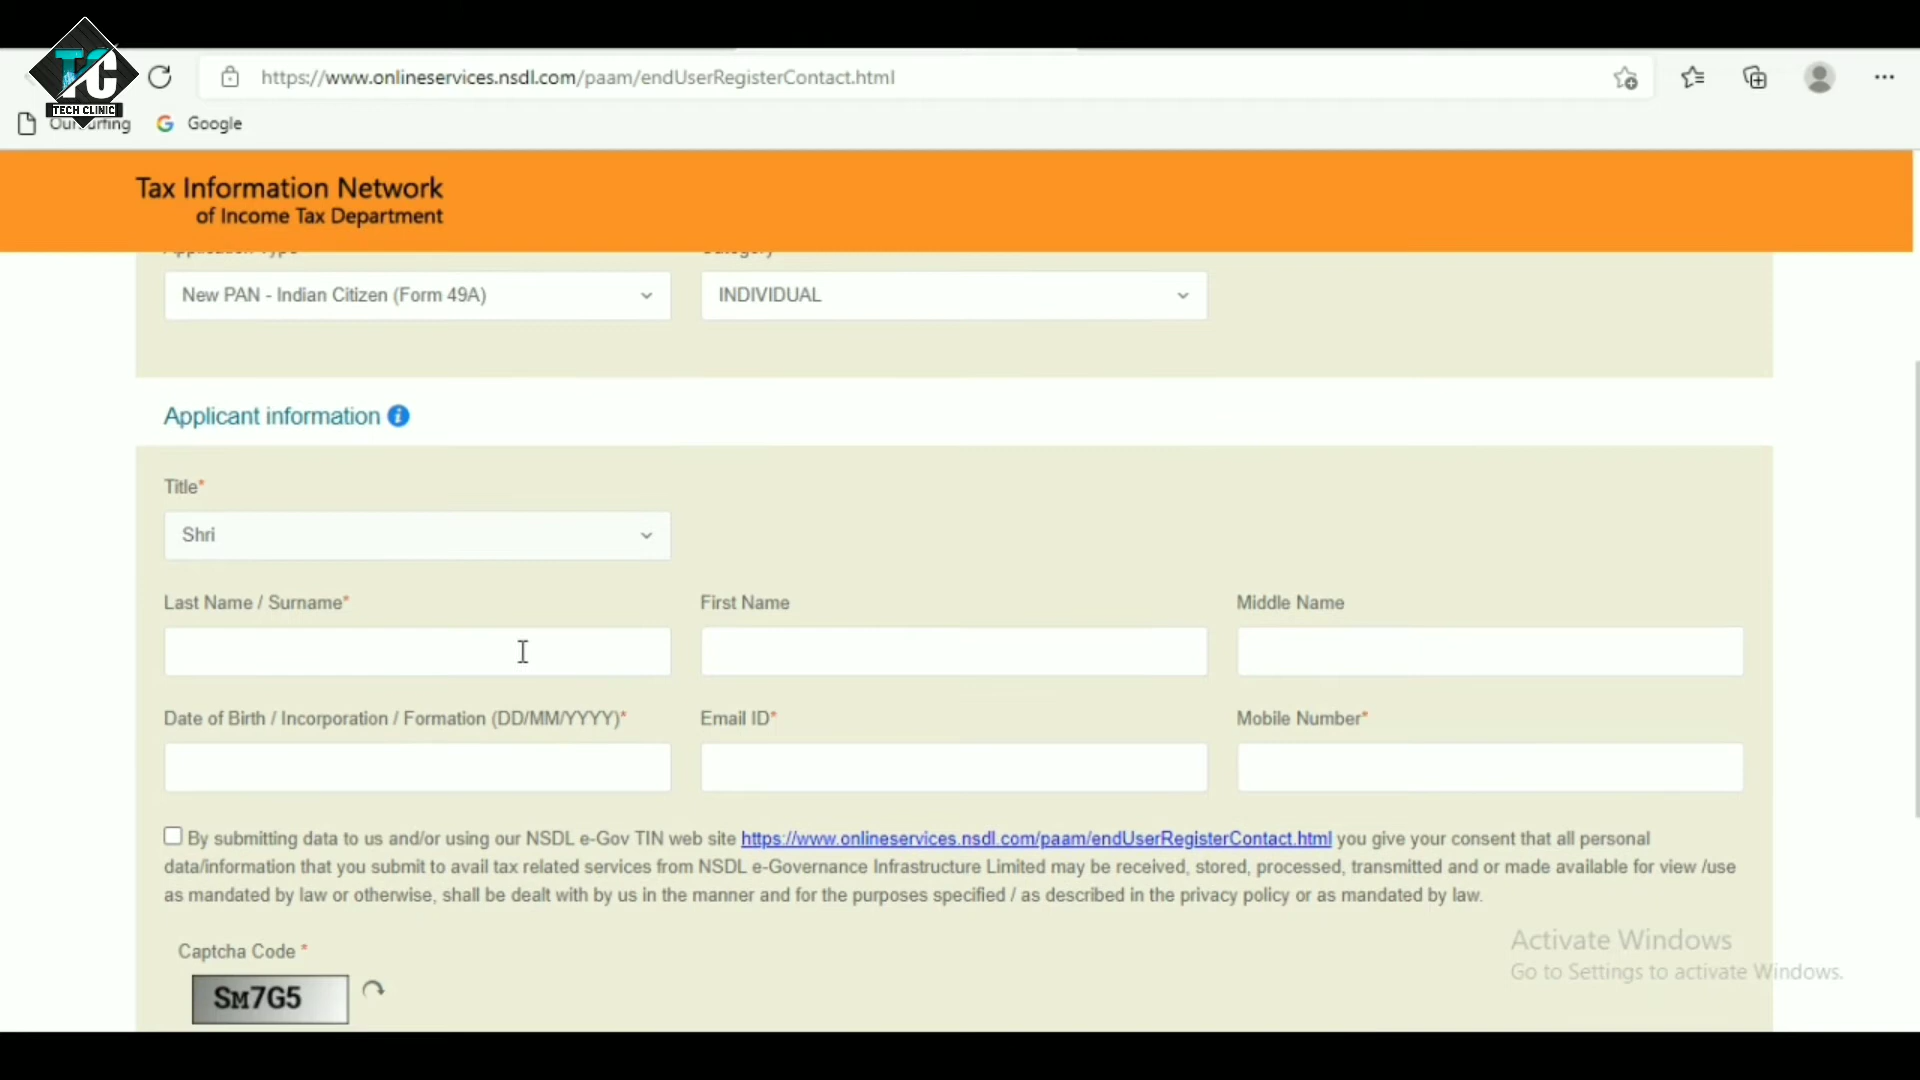 TC
TECH CLINIC
https://www.onlineservices.nsdl.com/paam/endUserRegisterContact.html
Google
Tax Information Network
of Income Tax Department
Application Type
Category
New PAN - Indian Citizen (Form 49A)
INDIVIDUAL
Applicant information
Title*
Shri
Last Name / Surname*
First Name
Middle Name
Date of Birth / Incorporation / Formation (DD/MM/YYYY)*
Email ID*
Mobile Number*
By submitting data to us and/or using our NSDL e-Gov TIN web site https://www.onlineservices.nsdl.com/paam/endUserRegisterContact.html you give your consent that all personal
data/information that you submit to avail tax related services from NSDL e-Governance Infrastructure Limited may be received, stored, processed, transmitted and or made available for view /use
as mandated by law or otherwise, shall be dealt with by us in the manner and for the purposes specified / as described in the privacy policy or as mandated by law.
Activate Windows
Go to Settings to activate Windows.
Captcha Code *
SM7G5